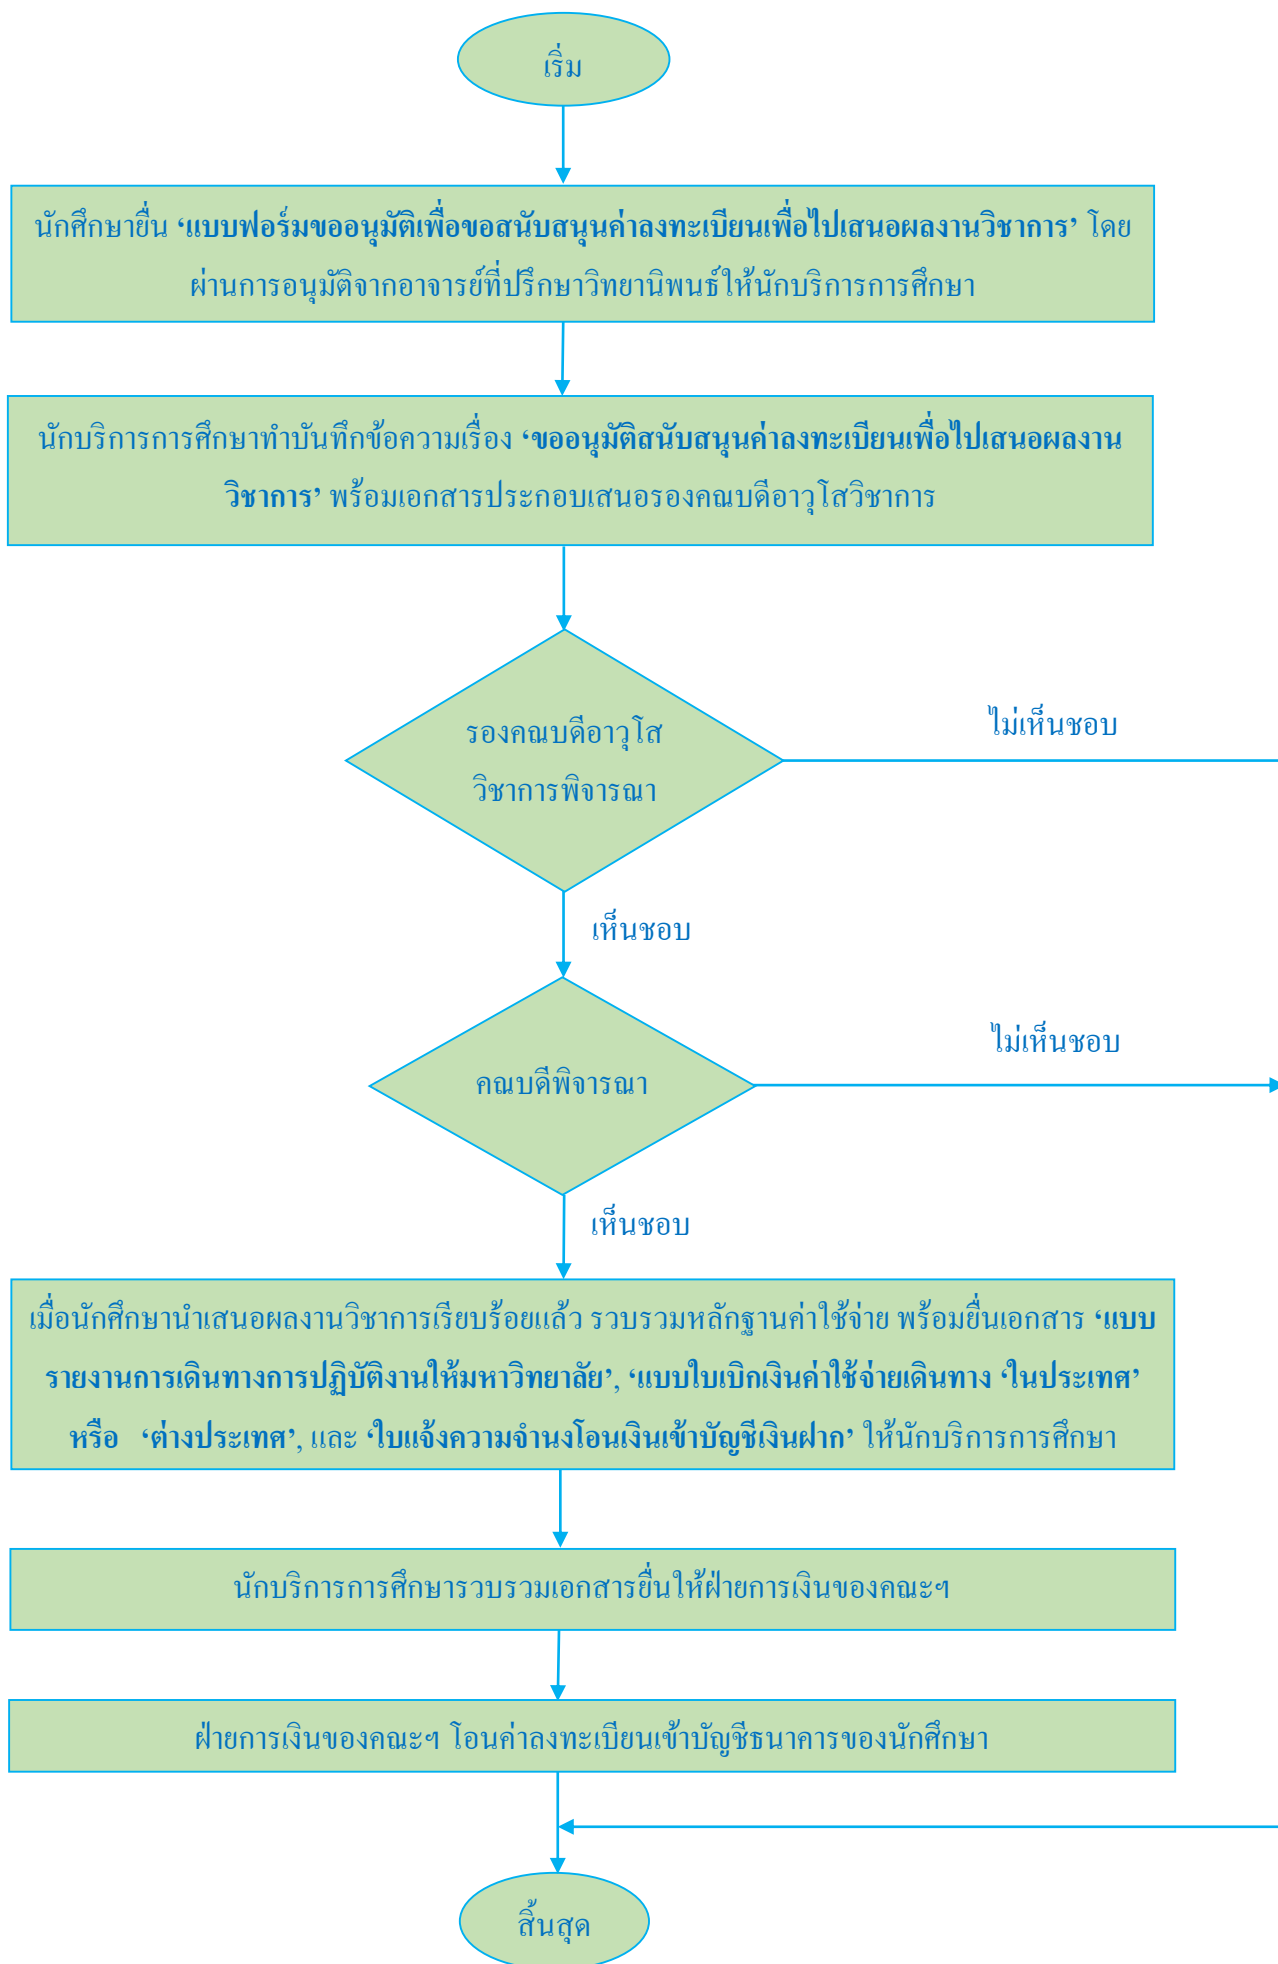 เริ่ม
นักศึกษายื่น ‘แบบฟอร์มขออนุมัติเพื่อขอสนับสนุนค่าลงทะเบียนเพื่อไปเสนอผลงานวิชาการ’ โดย
ผ่านการอนุมัติจากอาจารย์ที่ปรึกษาวิทยานิพนธ์ให้นักบริการการศึกษา
นักบริการการศึกษาทำบันทึกข้อความเรื่อง ‘ขออนุมัติสนับสนุนค่าลงทะเบียนเพื่อไปเสนอผลงาน
วิชาการ’ พร้อมเอกสารประกอบเสนอรองคณบดีอาวุโสวิชาการ
รองคณบดีอาวุโส
วิชาการพิจารณา
ไม่เห็นชอบ
เห็นชอบ
คณบดีพิจารณา
ไม่เห็นชอบ
เห็นชอบ
เมื่อนักศึกษานำเสนอผลงานวิชาการเรียบร้อยแล้ว รวบรวมหลักฐานค่าใช้จ่าย พร้อมยื่นเอกสาร ‘แบบ
รายงานการเดินทางการปฏิบัติงานให้มหาวิทยาลัย’, ‘แบบใบเบิกเงินค่าใช้จ่ายเดินทาง ‘ในประเทศ’
หรือ ‘ต่างประเทศ’, และ ‘ใบแจ้งความจำนงโอนเงินเข้าบัญชีเงินฝาก’ ให้นักบริการการศึกษา
นักบริการการศึกษารวบรวมเอกสารยื่นให้ฝ่ายการเงินของคณะฯ
ฝ่ายการเงินของคณะฯ โอนค่าลงทะเบียนเข้าบัญชีธนาคารของนักศึกษา
สิ้นสุด